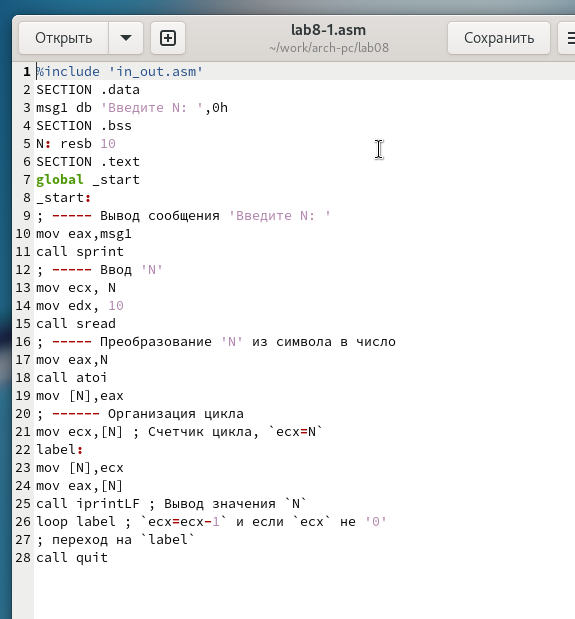 Открыть
lab8-1.asm
~/work/arch-pc/lab08
Сохранить
1 %include 'in_out.asm'
2 SECTION .data
3 msg1 db 'Введите N: ',0h
4 SECTION .bss
5 N: resb 10
6 SECTION .text
7 global _start
8 _start:
9 ; ----- Вывод сообщения 'Введите N: '
10 mov eax,msg1
11 call sprint
12 ; ----- Ввод 'N'
13 mov ecx, N
14 mov edx, 10
15 call sread
16 ; ----- Преобразование 'N' из символа в число
17 mov eax,N
18 call atoi
19 mov [N],eax
20 ; ------ Организация цикла
21 mov ecx,[N] ; Счетчик цикла, `ecx=N`
22 label:
23 mov [N],ecx
24 mov eax,[N]
25 call iprintLF ; Вывод значения `N`
26 loop label ; `ecx=ecx-1` и если `ecx` не '0'
27 ; переход на `label`
28 call quit